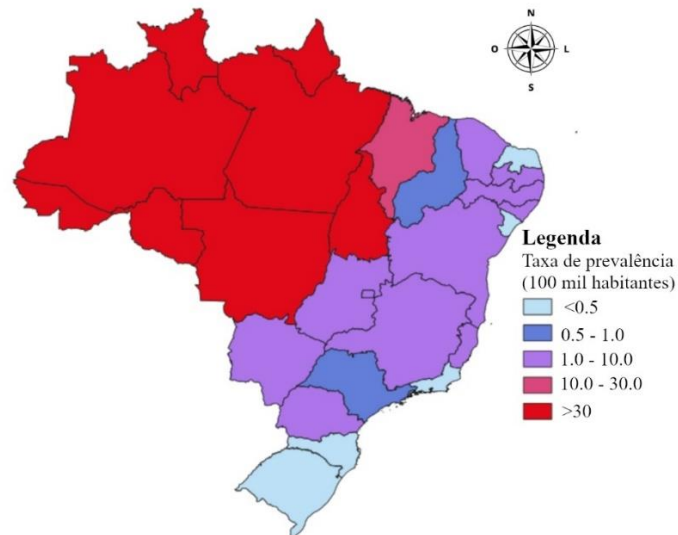 N
O
L
S
Legenda
Taxa de prevalência
(100 mil habitantes)
<0.5
0.5 - 1.0
1.0 - 10.0
10.0 - 30.0
>30